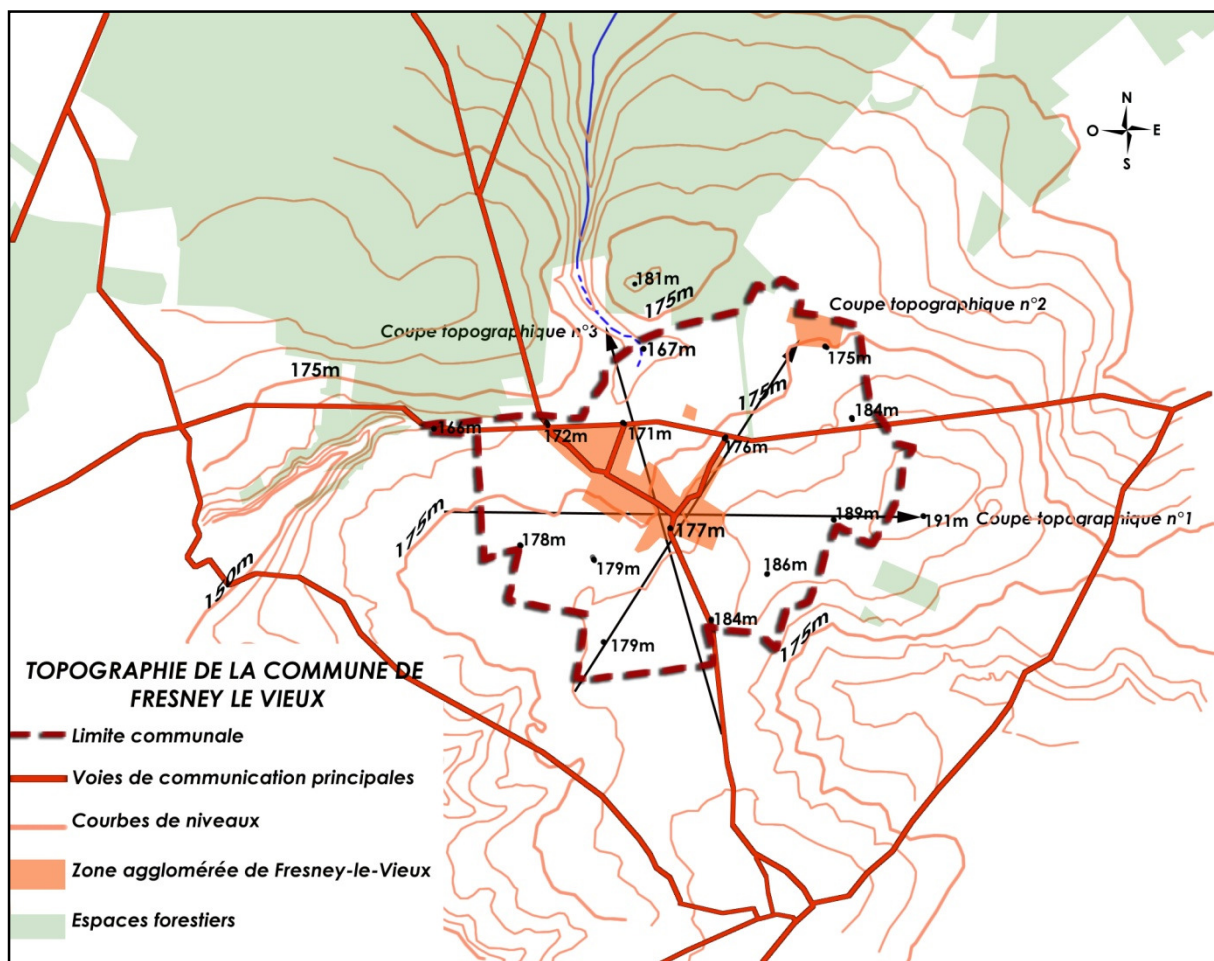 N
O E
S
181m
175m
Coupe topographique n°2
Coupe topographique n°3
167m
175m
175m
175m
184m
166m
172m
171m
176m
175m
189m
191m
Coupe topographique n°1
177m
178m
179m
186m
150m
184m
179m
175m
TOPOGRAPHIE DE LA COMMUNE DE
FRESNEY LE VIEUX
Limite communale
Voies de communication principales
Courbes de niveaux
Zone agglomérée de Fresney-le-Vieux
Espaces forestiers